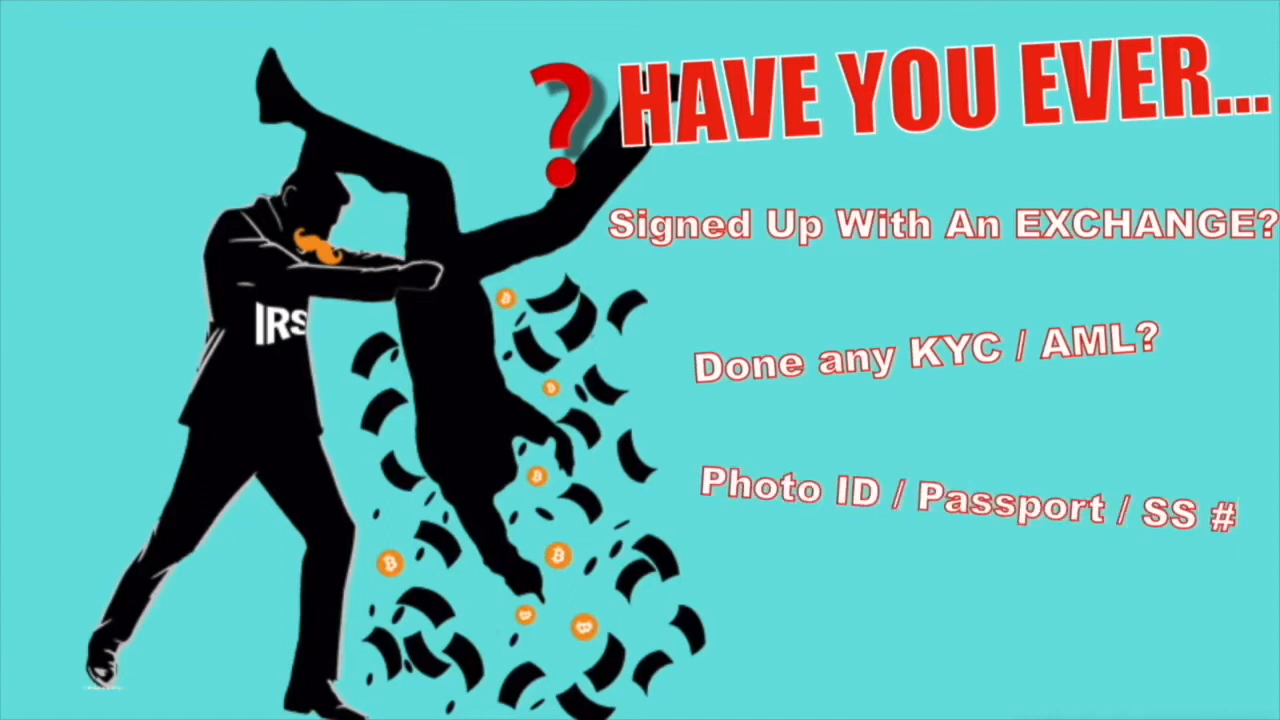 ? HAVE YOU EVER...
Signed Up With An EXCHANGE?
IRS
Done any KYC / AML?
Photo ID / Passport / SS #